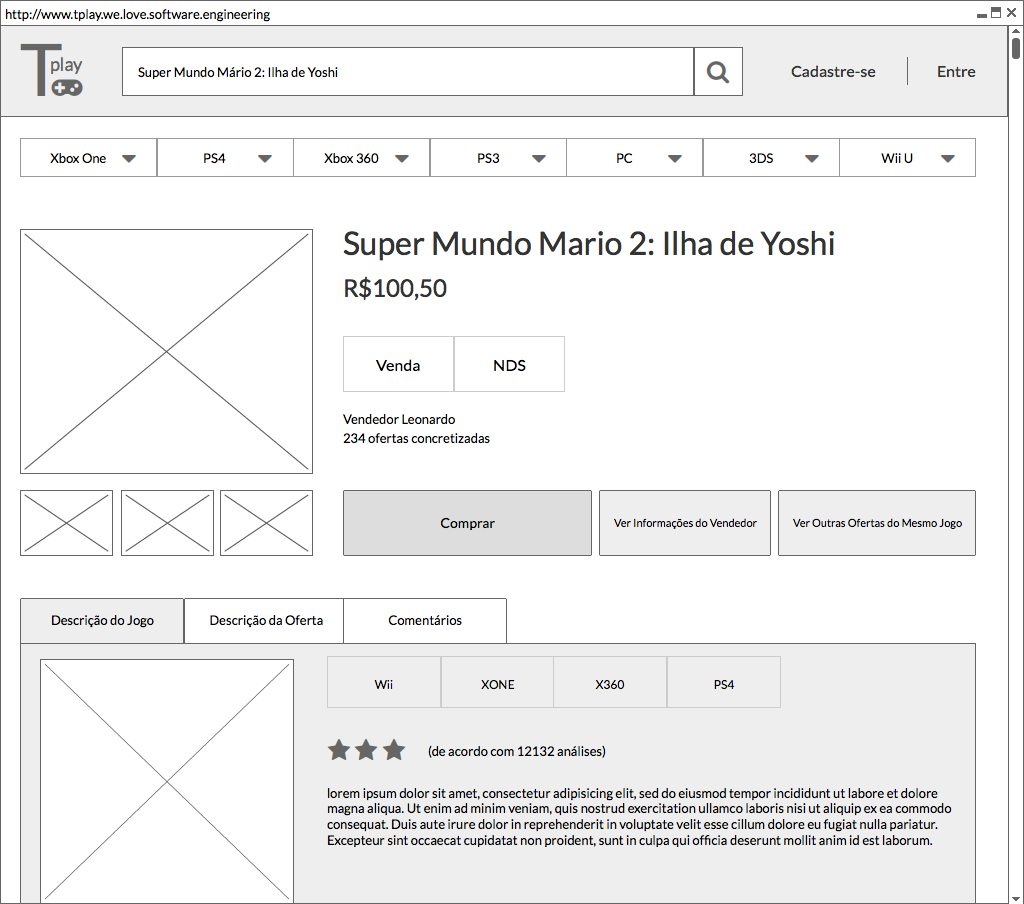 http://www.tplay.we.love.software.engineering
Tplay
Super Mundo Mário 2: Ilha de Yoshi
Cadastre-se
Entre
Xbox One
PS4
Xbox 360
PS3
PC
3DS
Wii U
Super Mundo Mario 2: Ilha de Yoshi
R$100,50
Venda
NDS
Vendedor Leonardo
234 ofertas concretizadas
Comprar
Ver Informações do Vendedor
Ver Outras Ofertas do Mesmo Jogo
Descrição do Jogo
Descrição da Oferta
Comentários
Wii
XONE
X360
PS4
(de acordo com 12132 análises)
lorem ipsum dolor sit amet, consectetur adipisicing elit, sed do eiusmod tempor incididunt ut labore et dolore
magna aliqua. Ut enim ad minim veniam, quis nostrud exercitation ullamco laboris nisi ut aliquip ex ea commodo
consequat. Duis aute irure dolor in reprehenderit in voluptate velit esse cillum dolore eu fugiat nulla pariatur.
Excepteur sint occaecat cupidatat non proident, sunt in culpa qui officia deserunt mollit anim id est laborum.